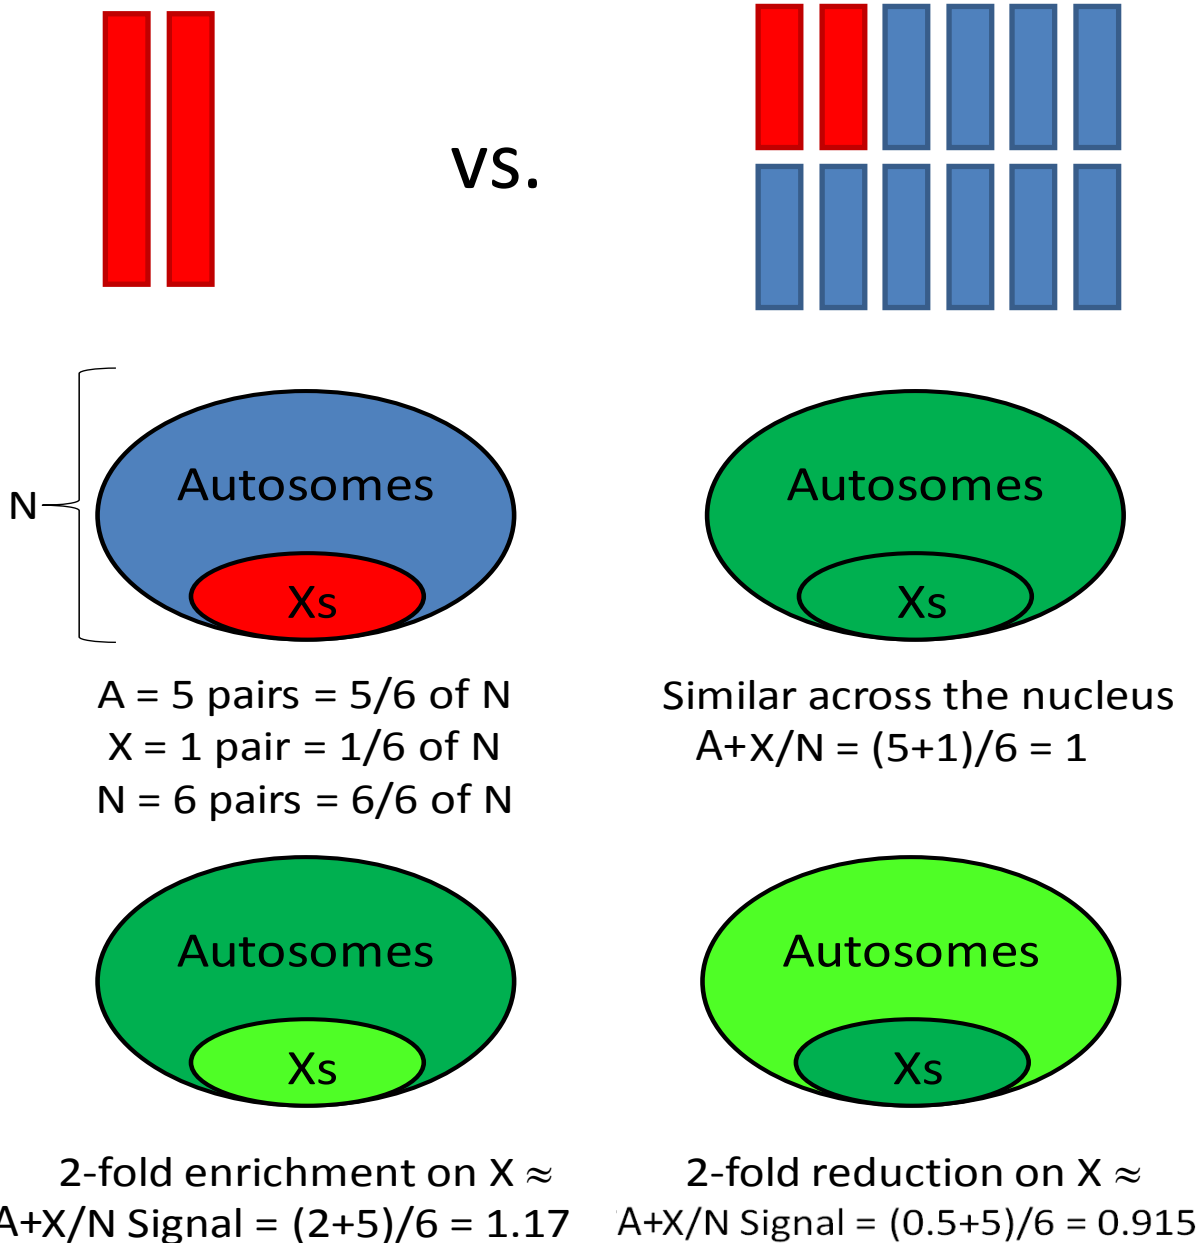 vs.
N
Autosomes
Xs
Autosomes
Xs
A = 5 pairs = 5/6 of N
X = 1 pair = 1/6 of N
N = 6 pairs = 6/6 of N
Similar across the nucleus
A+X/N = (5+1)/6 = 1
Autosomes
Xs
Autosomes
Xs
2-fold enrichment on X ≈
A+X/N Signal = (2+5)/6 = 1.17
2-fold reduction on X ≈
A+X/N Signal = (0.5+5)/6 = 0.915